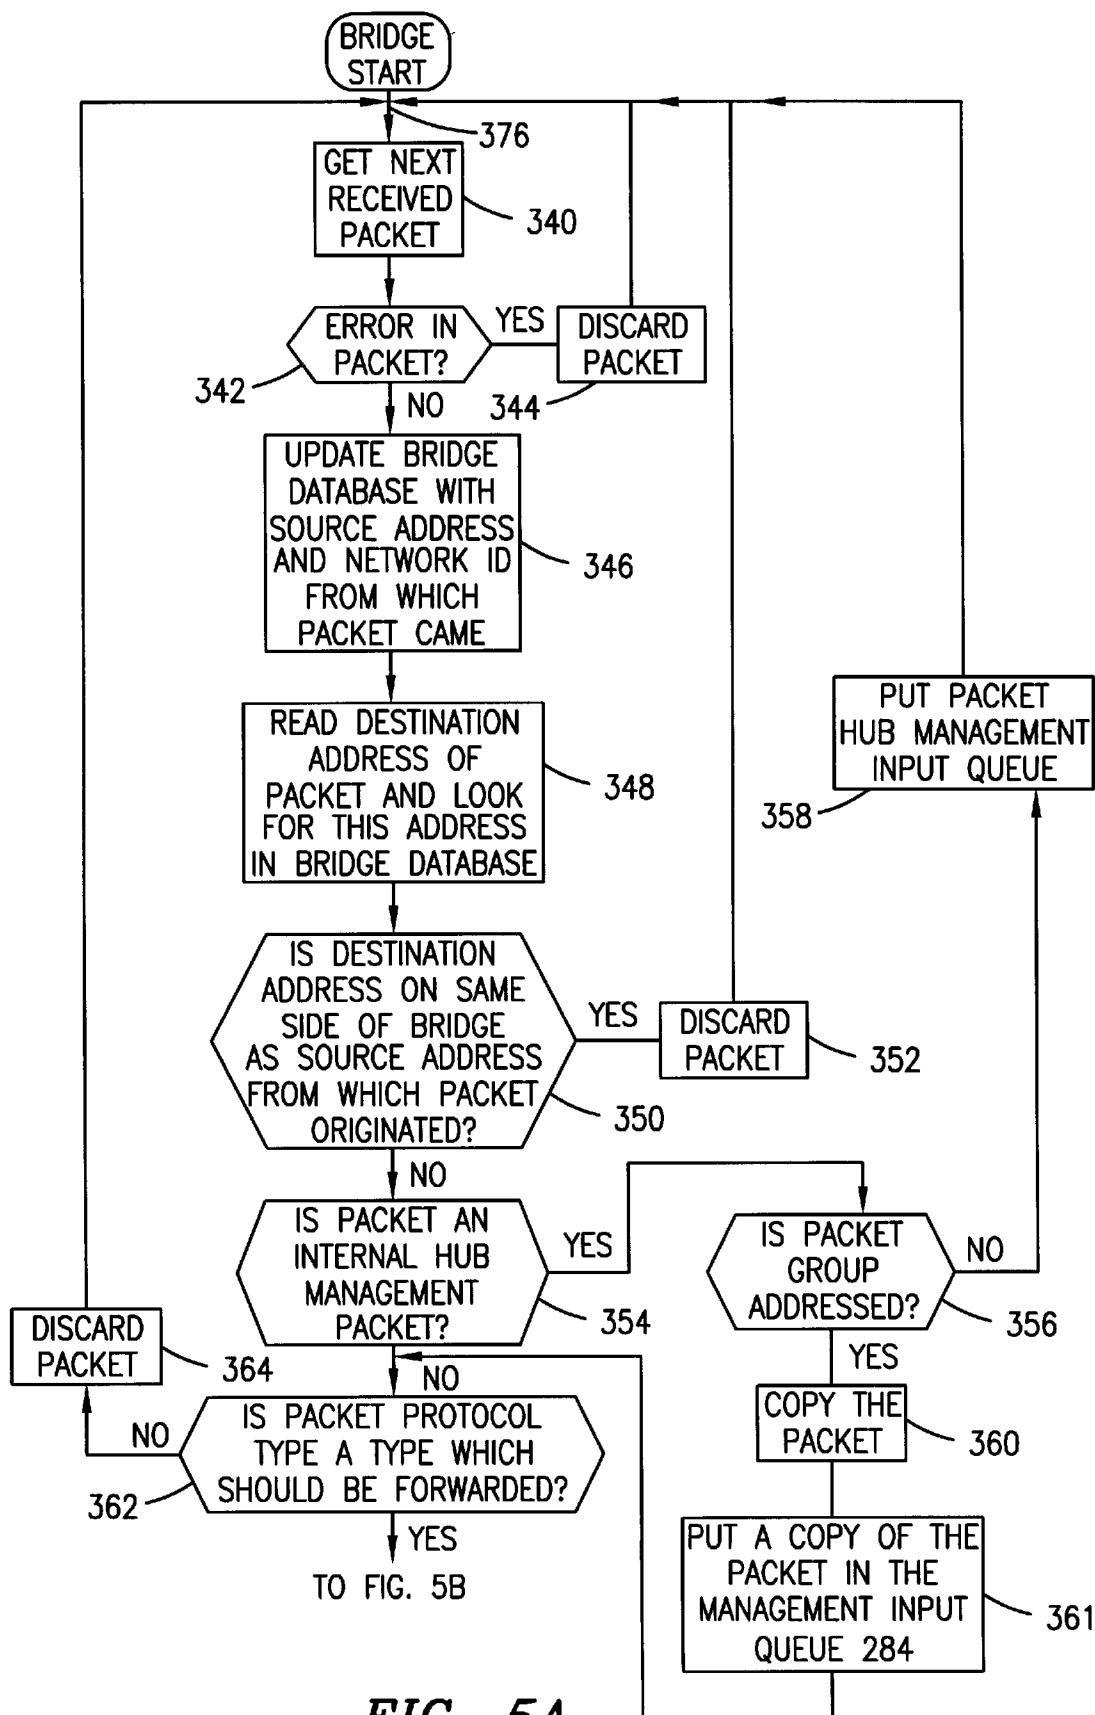 BRIDGE
START
376
GET NEXT
RECEIVED
PACKET
340
ERROR IN
PACKET?
342
YES
DISCARD
PACKET
344
NO
UPDATE BRIDGE
DATABASE WITH
SOURCE ADDRESS
AND NETWORK ID
FROM WHICH
PACKET CAME
346
READ DESTINATION
ADDRESS OF
PACKET AND LOOK
FOR THIS ADDRESS
IN BRIDGE DATABASE
348
PUT PACKET
HUB MANAGEMENT
INPUT QUEUE
358
IS DESTINATION
ADDRESS ON SAME
SIDE OF BRIDGE
AS SOURCE ADDRESS
FROM WHICH PACKET
ORIGINATED?
350
YES
DISCARD
PACKET
352
NO
IS PACKET AN
INTERNAL HUB
MANAGEMENT
PACKET?
354
YES
IS PACKET
GROUP
ADDRESSED?
356
NO
YES
DISCARD
PACKET
364
NO
NO
IS PACKET PROTOCOL
TYPE A TYPE WHICH
SHOULD BE FORWARDED?
362
COPY THE
PACKET
360
YES
TO FIG. 5B
PUT A COPY OF THE
PACKET IN THE
MANAGEMENT INPUT
QUEUE 284
361
FIG. 5A